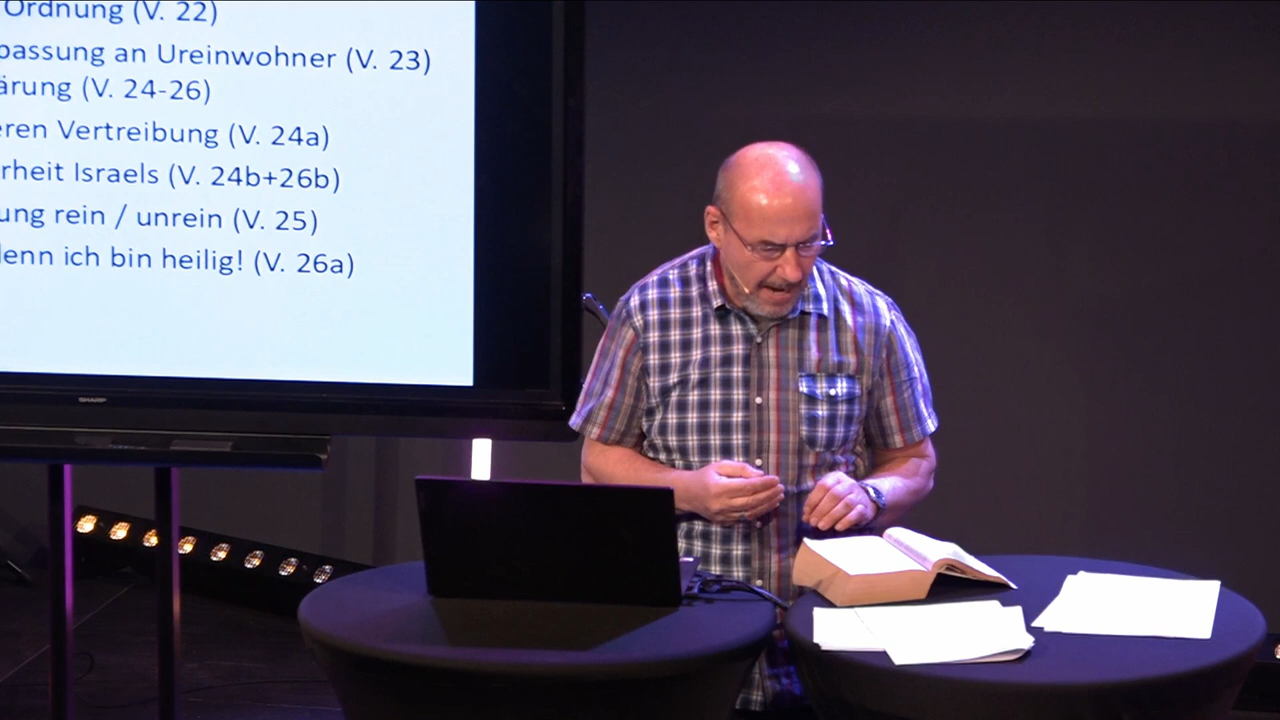 Ordnung (V. 22)
passung an Ureinwohner (V. 23)
ärung (V. 24-26)
eren Vertreibung (V. 24a)
rheit Israels (V. 24b+26b)
ung rein / unrein (V. 25)
denn ich bin heilig! (V. 26a)
SHARP